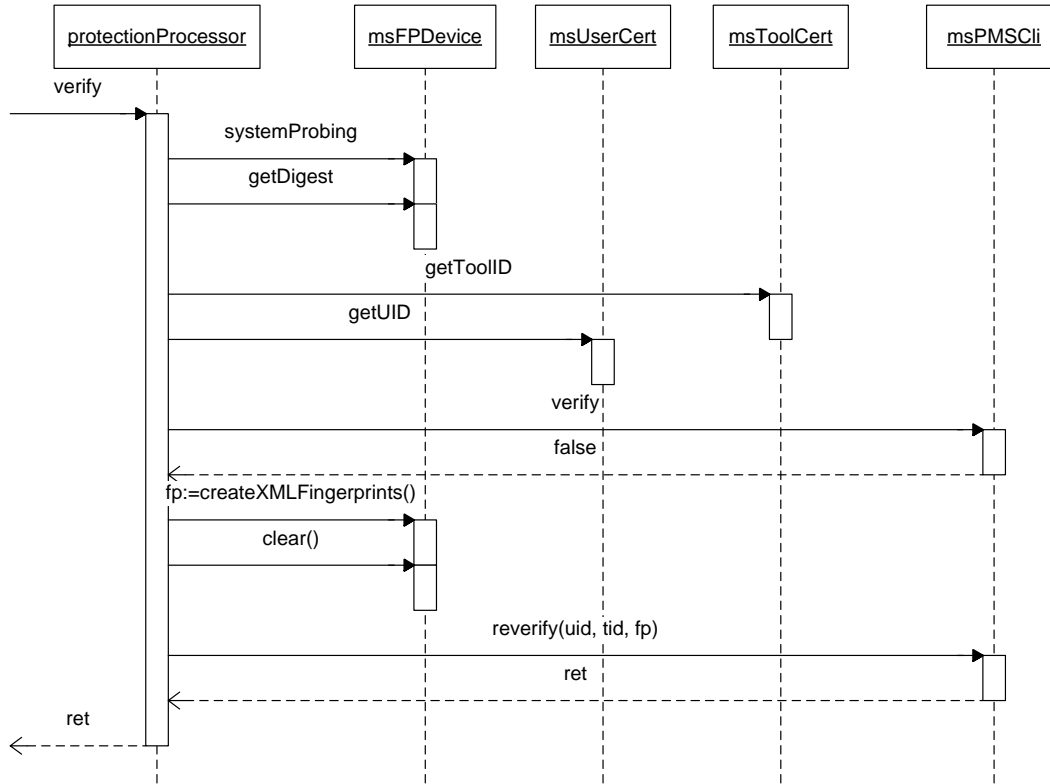 protectionProcessor
msFPDevice
msUserCert
msToolCert
msPMSCli
verify
systemProbing
getDigest
getToolID
getUID
verify
false
fp:=createXMLFingerprints()
clear()
reverify(uid, tid, fp)
ret
ret